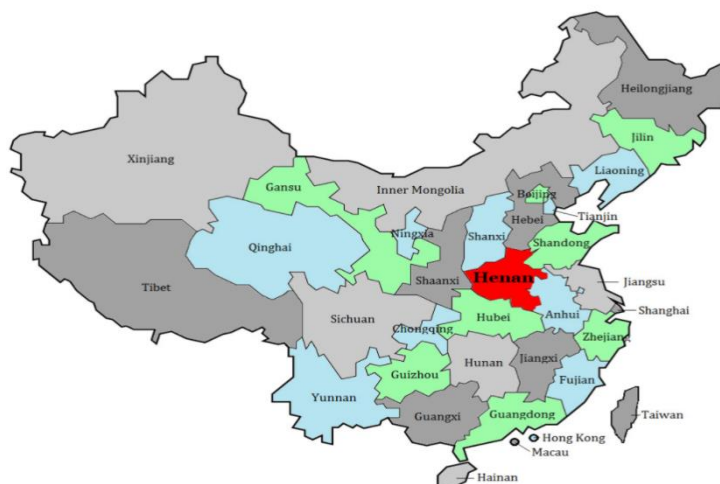 Heilongjiang
Jilin
Xinjiang
Liaoning
Gansu
Inner Mongolia
Beijing
Tianjin
Hebei
Ningxia
Shanxi
Shandong
Qinghai
Shaanxi
Henan
Jiangsu
Tibet
Shanghai
Sichuan
Hubei
Anhui
Chongqing
Zhejiang
Hunan
Jiangxi
Guizhou
Fujian
Yunnan
Guangxi
Guangdong
Taiwan
Hong Kong
Macau
Hainan